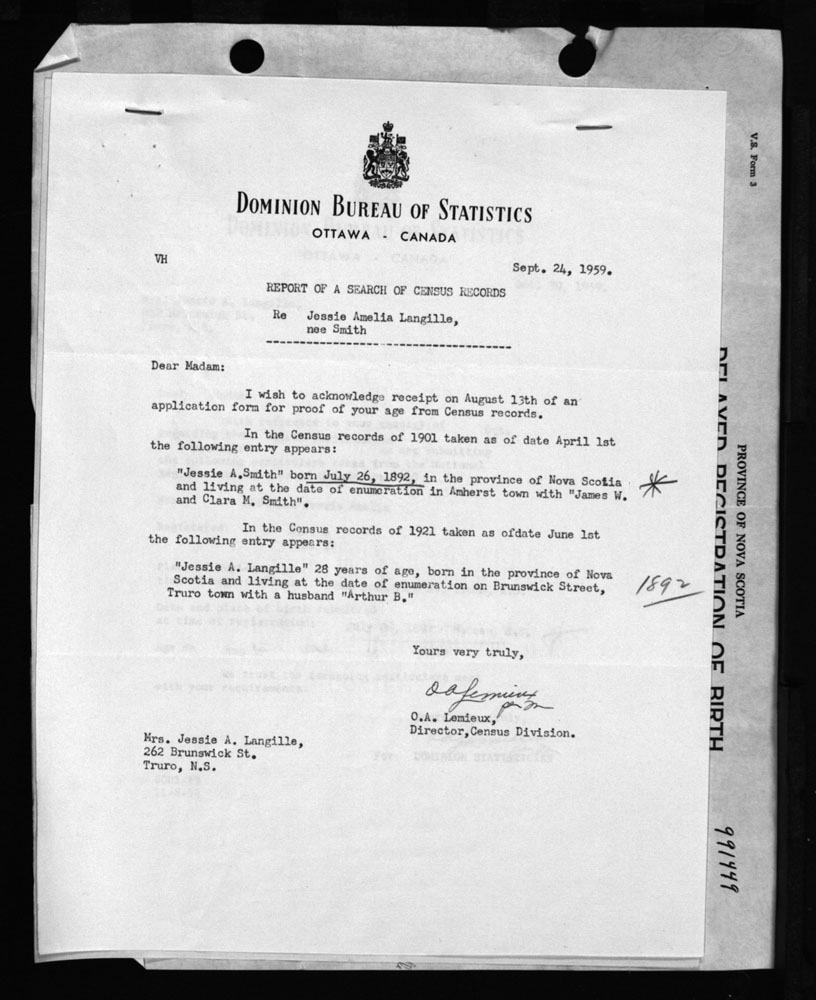 DOMINION BUREAU OF STATISTICS
OTTAWA - CANADA
VH
Sept. 24, 1959.
REPORT OF A SEARCH OF CENSUS RECORDS
Re Jessie Amelia Langille,
nee Smith
Dear Madam:
I wish to acknowledge receipt on August 13th of an
application form for proof of your age from Census records.
In the Census records of 1901 taken as of date April 1st
the following entry appears:
"Jessie A.Smith" born July 26, 1892, in the province of Nova Scotia
and living at the date of enumeration in Amherst town with "James W.
and Clara M. Smith".
In the Census records of 1921 taken as ofdate June 1st
the following entry appears:
"Jessie A. Langille" 28 years of age, born in the province of Nova
Scotia and living at the date of enumeration on Brunswick Street,
Truro town with a husband "Arthur B."
1892
Yours very truly,
O A Lemieux
O.A. Lemieux,
Director,Census Division.
Mrs. Jessie A. Langille,
262 Brunswick St.
Truro, N.S.
V.S. Form 3
PROVINCE OF NOVA SCOTIA
DELAYED REGISTRATION OF BIRTH
991449